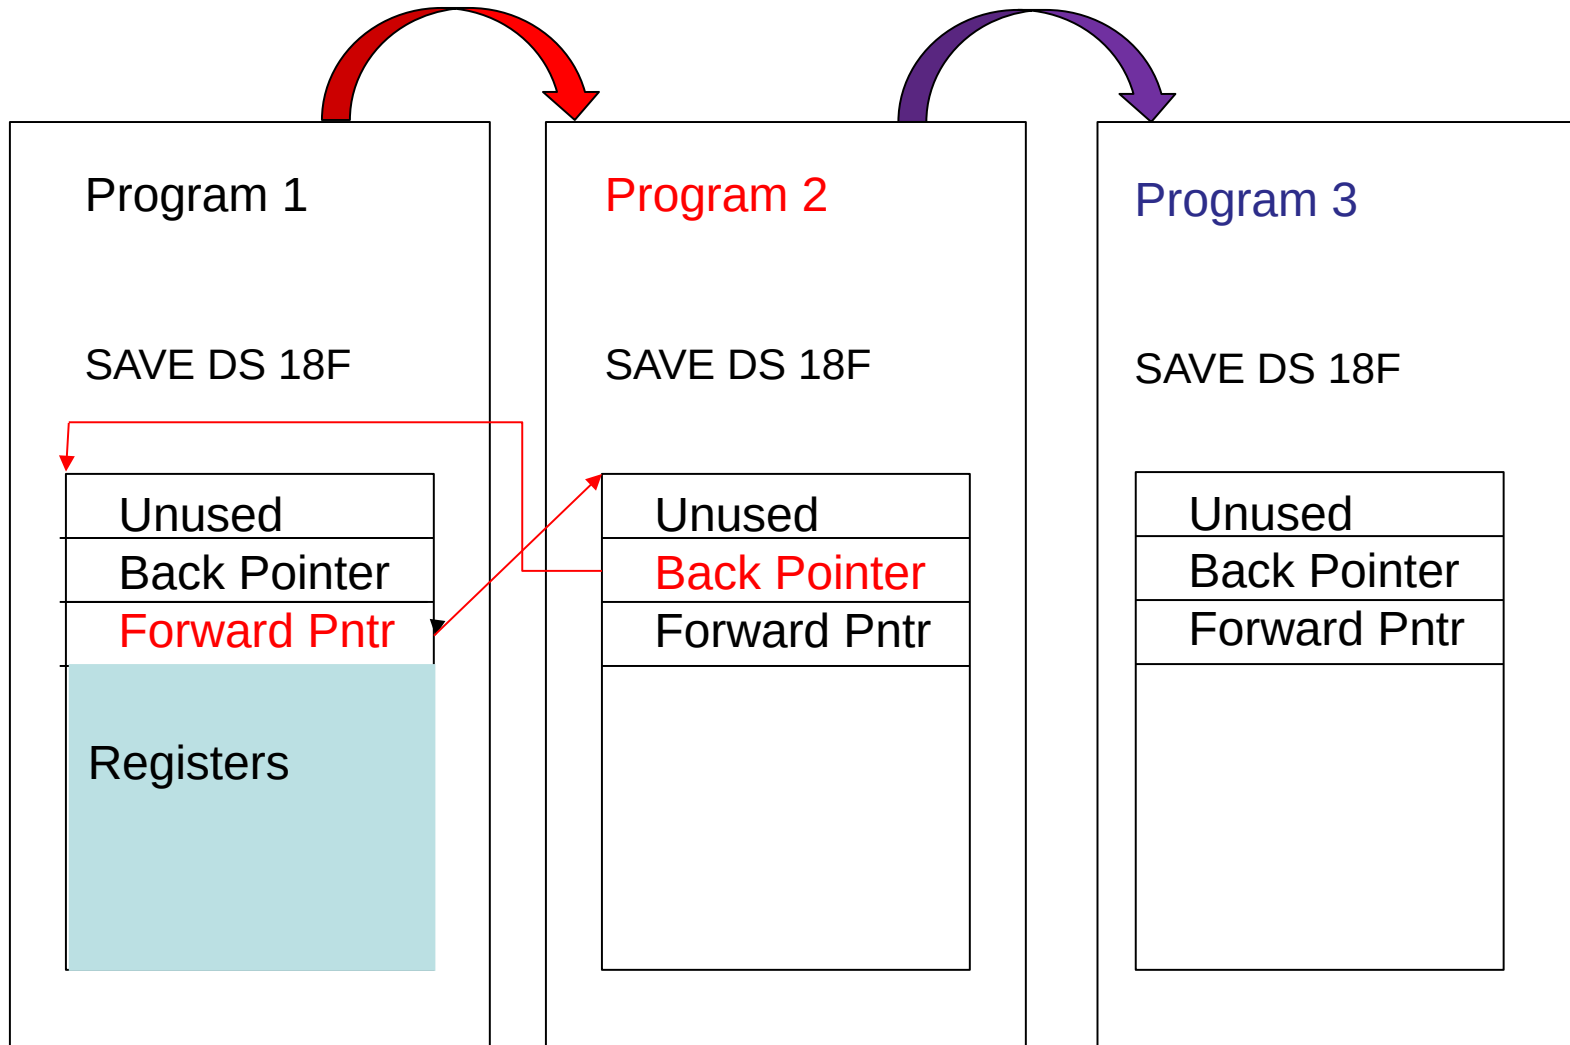 Program 1
SAVE DS 18F
Unused
Back Pointer
Forward Pntr
Registers
Program 2
SAVE DS 18F
Unused
Back Pointer
Forward Pntr
Program 3
SAVE DS 18F
Unused
Back Pointer
Forward Pntr